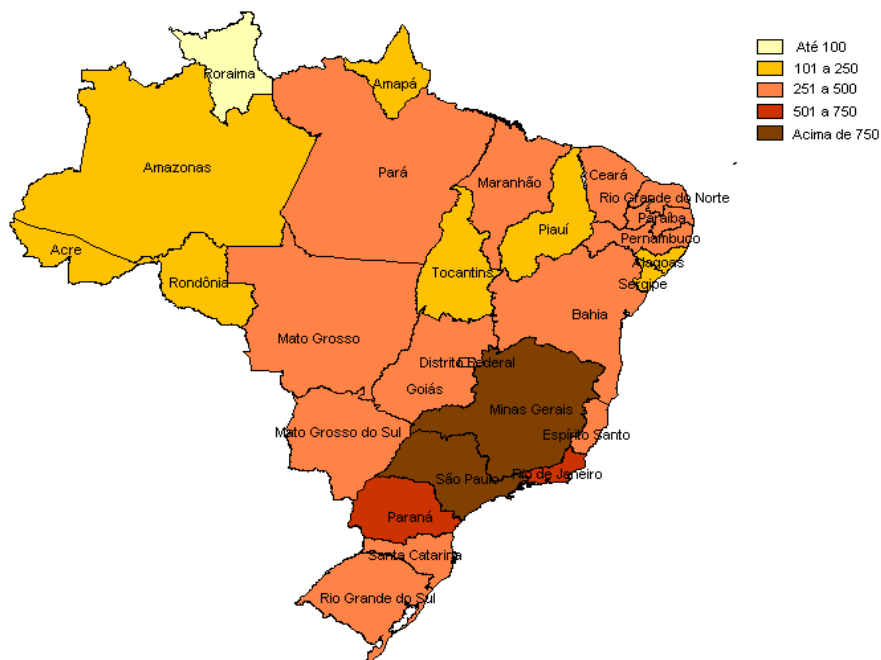 Até 100
101 a 250
251 a 500
501 a 750
Acima de 750
Roraima
Amapá
Amazonas
Pará
Maranhão
Ceará
Rio Grande do Norte
Paraíba
Pernambuco
Piauí
Alagoas
Sergipe
Acre
Rondônia
Tocantins
Bahia
Mato Grosso
Distrito Federal
Goiás
Minas Gerais
Mato Grosso do Sul
Espírito Santo
São Paulo
Rio de Janeiro
Paraná
Santa Catarina
Rio Grande do Sul